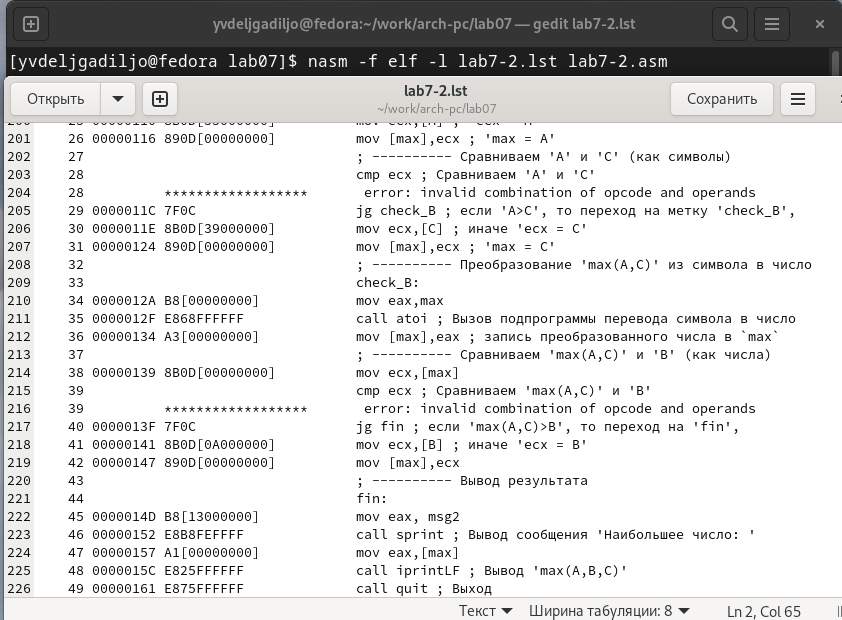 yvdeljgadiljo@fedora:~/work/arch-pc/lab07 — gedit lab7-2.lst
[yvdeljgadiljo@fedora lab07]$ nasm -f elf -l lab7-2.lst lab7-2.asm
Открыть
lab7-2.lst
~/work/arch-pc/lab07
Сохранить
201 26 00000116 890D[00000000] mov [max],ecx ; 'max = A'
202 27 ; ---------- Сравниваем 'A' и 'C' (как символы)
203 28 cmp ecx ; Сравниваем 'A' и 'C'
204 28 ****************** error: invalid combination of opcode and operands
205 29 0000011C 7F0C jg check_B ; если 'A>C', то переход на метку 'check_B',
206 30 0000011E 8B0D[39000000] mov ecx,[C] ; иначе 'ecx = C'
207 31 00000124 890D[00000000] mov [max],ecx ; 'max = C'
208 32 ; ---------- Преобразование 'max(A,C)' из символа в число
209 33 check_B:
210 34 0000012A B8[00000000] mov eax,max
211 35 0000012F E868FFFFFF call atoi ; Вызов подпрограммы перевода символа в число
212 36 00000134 A3[00000000] mov [max],eax ; запись преобразованного числа в `max`
213 37 ; ---------- Сравниваем 'max(A,C)' и 'B' (как числа)
214 38 00000139 8B0D[00000000] mov ecx,[max]
215 39 cmp ecx ; Сравниваем 'max(A,C)' и 'B'
216 39 ****************** error: invalid combination of opcode and operands
217 40 0000013F 7F0C jg fin ; если 'max(A,C)>B', то переход на 'fin',
218 41 00000141 8B0D[0A000000] mov ecx,[B] ; иначе 'ecx = B'
219 42 00000147 890D[00000000] mov [max],ecx
220 43 ; ---------- Вывод результата
221 44 fin:
222 45 0000014D B8[13000000] mov eax, msg2
223 46 00000152 E8B8FEFFFF call sprint ; Вывод сообщения 'Наибольшее число: '
224 47 00000157 A1[00000000] mov eax,[max]
225 48 0000015C E825FFFFFF call iprintLF ; Вывод 'max(A,B,C)'
226 49 00000161 E875FFFFFF call quit ; Выход
Текст Ширина табуляции: 8 Ln 2, Col 65